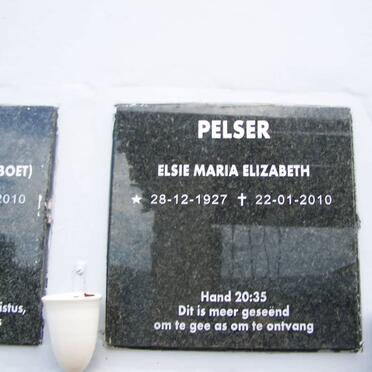 BOET)
2010
istus,
PELSER
ELSIE MARIA ELIZABETH
★ 28-12-1927 ✝ 22-01-2010
Hand 20:35
Dit is meer geseënd
om te gee as om te ontvang